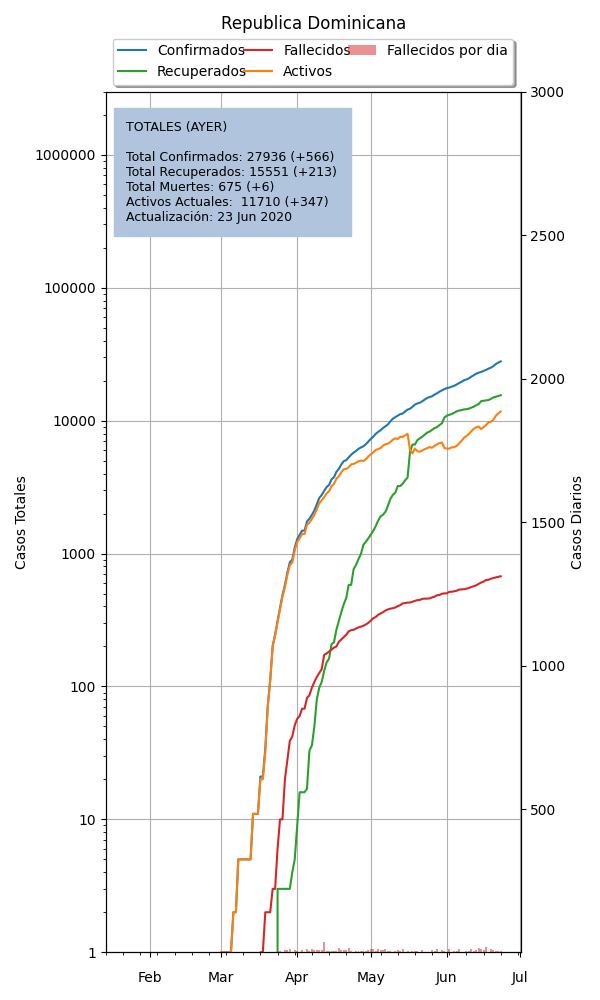 Republica Dominicana
Confirmados Fallecidos Fallecidos por dia
Recuperados Activos
TOTALES (AYER)
Total Confirmados: 27936 (+566)
Total Recuperados: 15551 (+213)
Total Muertes: 675 (+6)
Activos Actuales:  11710 (+347)
Actualización: 23 Jun 2020
Casos Totales
1000000
100000
10000
1000
100
10
1
3000
2500
2000
1500
1000
500
Casos Diarios
Feb Mar Apr May Jun Jul